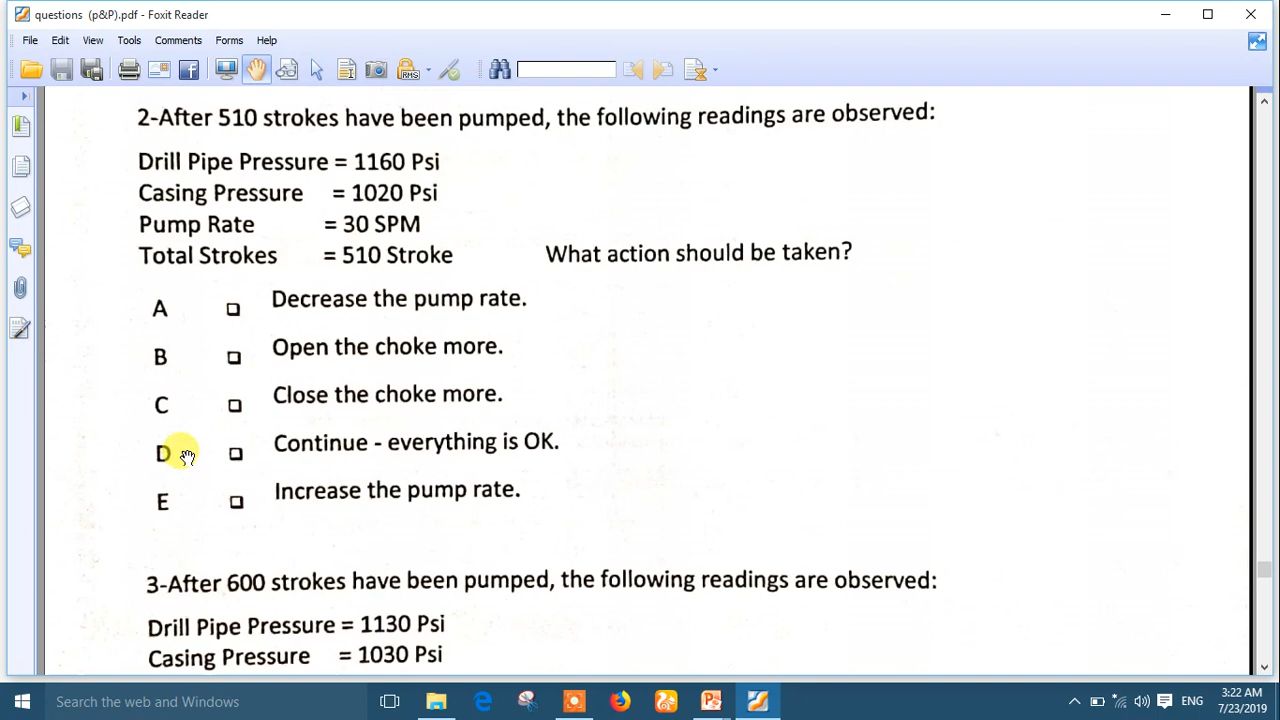 questions (p&P).pdf - Foxit Reader
File Edit View Tools Comments Forms Help
RMS
2-After 510 strokes have been pumped, the following readings are observed:
Drill Pipe Pressure = 1160 Psi
Casing Pressure = 1020 Psi
Pump Rate = 30 SPM
Total Strokes = 510 Stroke What action should be taken?
A Decrease the pump rate.
B Open the choke more.
C Close the choke more.
D Continue - everything is OK.
E Increase the pump rate.
3-After 600 strokes have been pumped, the following readings are observed:
Drill Pipe Pressure = 1130 Psi
Casing Pressure = 1030 Psi
Search the web and Windows
ENG
3:22 AM
7/23/2019